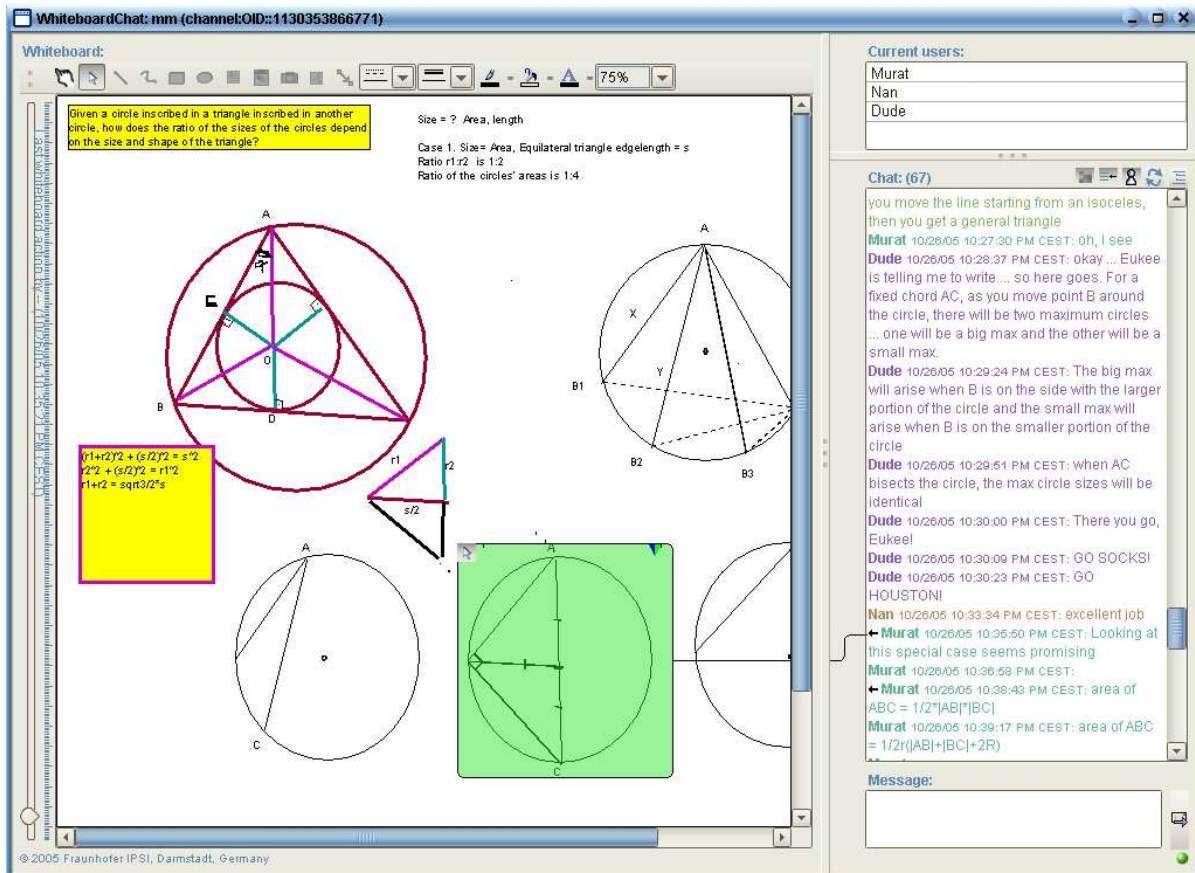 WhiteboardChat: mm (channel:OID::1130353866771)
Whiteboard:
75%
Given a circle inscribed in a triangle inscribed in another
circle, how does the ratio of the sizes of the circles depend
on the size and shape of the triangle?
Size = ? Area, length
Case 1. Size= Area, Equilateral triangle edgelength = s
Ratio r1:r2 is 1:2
Ratio of the circles' areas is 1:4
A
O
B
D
(r1+r2)^2 + (s/2)^2 = s^2
r2^2 + (s/2)^2 = r1^2
r1+r2 = sqrt3/2*s
r1
r2
s/2
A
X
Y
B1
B2
B3
A
C
A
C
© 2005 Fraunhofer IPSI, Darmstadt, Germany
Current users:
Murat
Nan
Dude
Chat: (67)
you move the line starting from an isoceles,
then you get a general triangle
Murat 10/26/05 10:27:30 PM CEST: oh, I see
Dude 10/26/05 10:28:37 PM CEST: okay ... Eukee
is telling me to write ... so here goes. For a
fixed chord AC, as you move point B around
the circle, there will be two maximum circles
... one will be a big max and the other will be a
small max.
Dude 10/26/05 10:29:24 PM CEST: The big max
will arise when B is on the side with the larger
portion of the circle and the small max will
arise when B is on the smaller portion of the
circle
Dude 10/26/05 10:29:51 PM CEST: when AC
bisects the circle, the max circle sizes will be
identical
Dude 10/26/05 10:30:00 PM CEST: There you go,
Eukee!
Dude 10/26/05 10:30:09 PM CEST: GO SOCKS!
Dude 10/26/05 10:30:23 PM CEST: GO
HOUSTON!
Nan 10/26/05 10:33:34 PM CEST: excellent job
Murat 10/26/05 10:35:50 PM CEST: Looking at
this special case seems promising
Murat 10/26/05 10:36:58 PM CEST:
Murat 10/26/05 10:38:43 PM CEST: area of
ABC = 1/2*|AB|*|BC|
Murat 10/26/05 10:39:17 PM CEST: area of ABC
= 1/2r(|AB|+|BC|+2R)
Message: